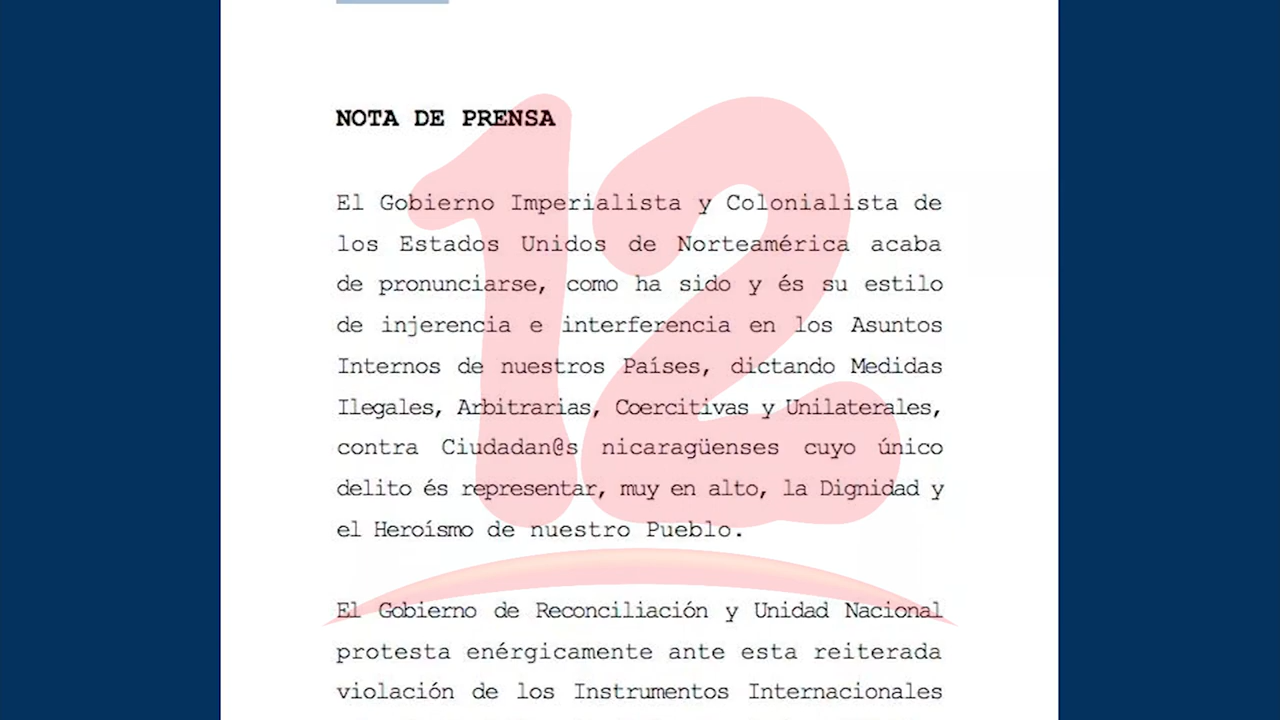 NOTA DE PRENSA
El Gobierno Imperialista y Colonialista de
los Estados Unidos de Norteamérica acaba
de pronunciarse, como ha sido y és su estilo
de injerencia e interferencia en los Asuntos
Internos de nuestros Países, dictando Medidas
Ilegales, Arbitrarias, Coercitivas y Unilaterales,
contra Ciudadan@s nicaragüenses cuyo único
delito és representar, muy en alto, la Dignidad y
el Heroísmo de nuestro Pueblo.
El Gobierno de Reconciliación y Unidad Nacional
protesta enérgicamente ante esta reiterada
violación de los Instrumentos Internacionales
12